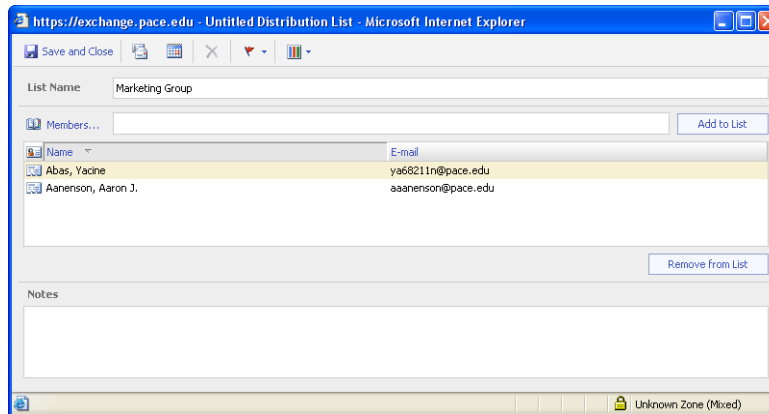 https://exchange.pace.edu - Untitled Distribution List - Microsoft Internet Explorer
Save and Close
List Name Marketing Group
Members... Add to List
Name E-mail
Abas, Yacine ya68211n@pace.edu
Aanenson, Aaron J. aaanenson@pace.edu
Remove from List
Notes
Unknown Zone (Mixed)